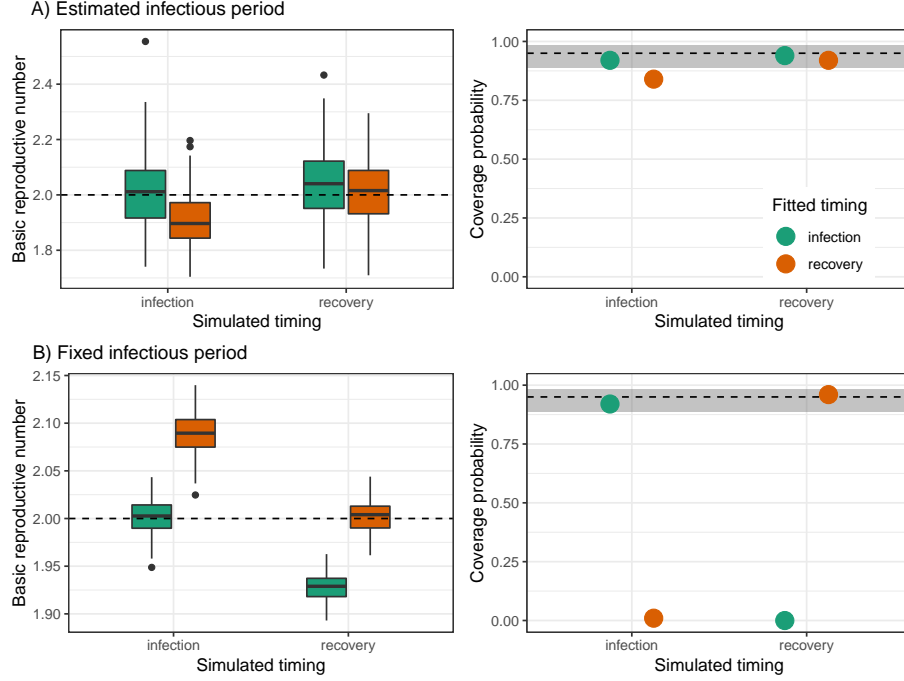 A) Estimated infectious period
Basic reproductive number
2.4
2.2
2.0
1.8
infection
recovery
Simulated timing
Coverage probability
1.00
0.75
0.50
0.25
0.00
Fitted timing
infection
recovery
infection
recovery
Simulated timing
B) Fixed infectious period
Basic reproductive number
2.15
2.10
2.05
2.00
1.95
1.90
infection
recovery
Simulated timing
Coverage probability
1.00
0.75
0.50
0.25
0.00
infection
recovery
Simulated timing